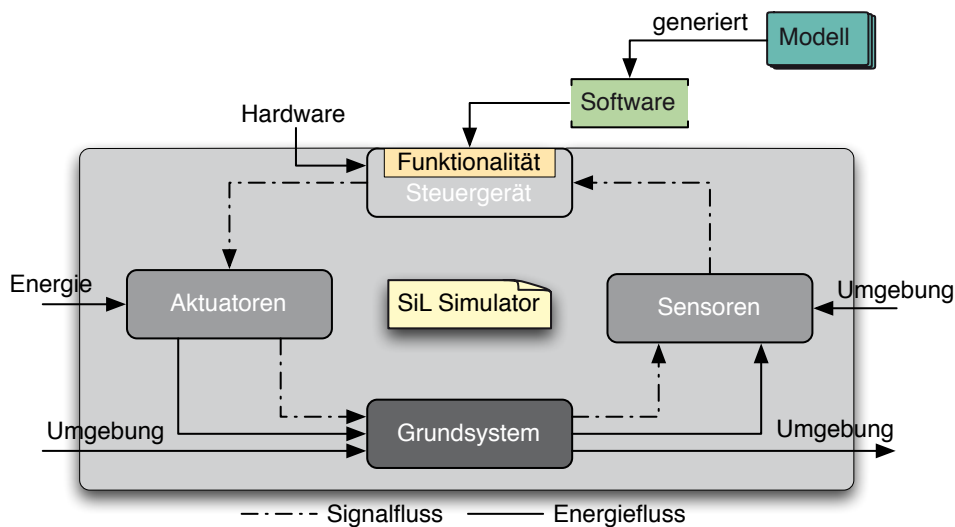 generiert
Modell
Software
Hardware
Funktionalität
Steuergerät
Energie
Aktuatoren
SiL Simulator
Sensoren
Umgebung
Umgebung
Grundsystem
Umgebung
Signalfluss
Energiefluss